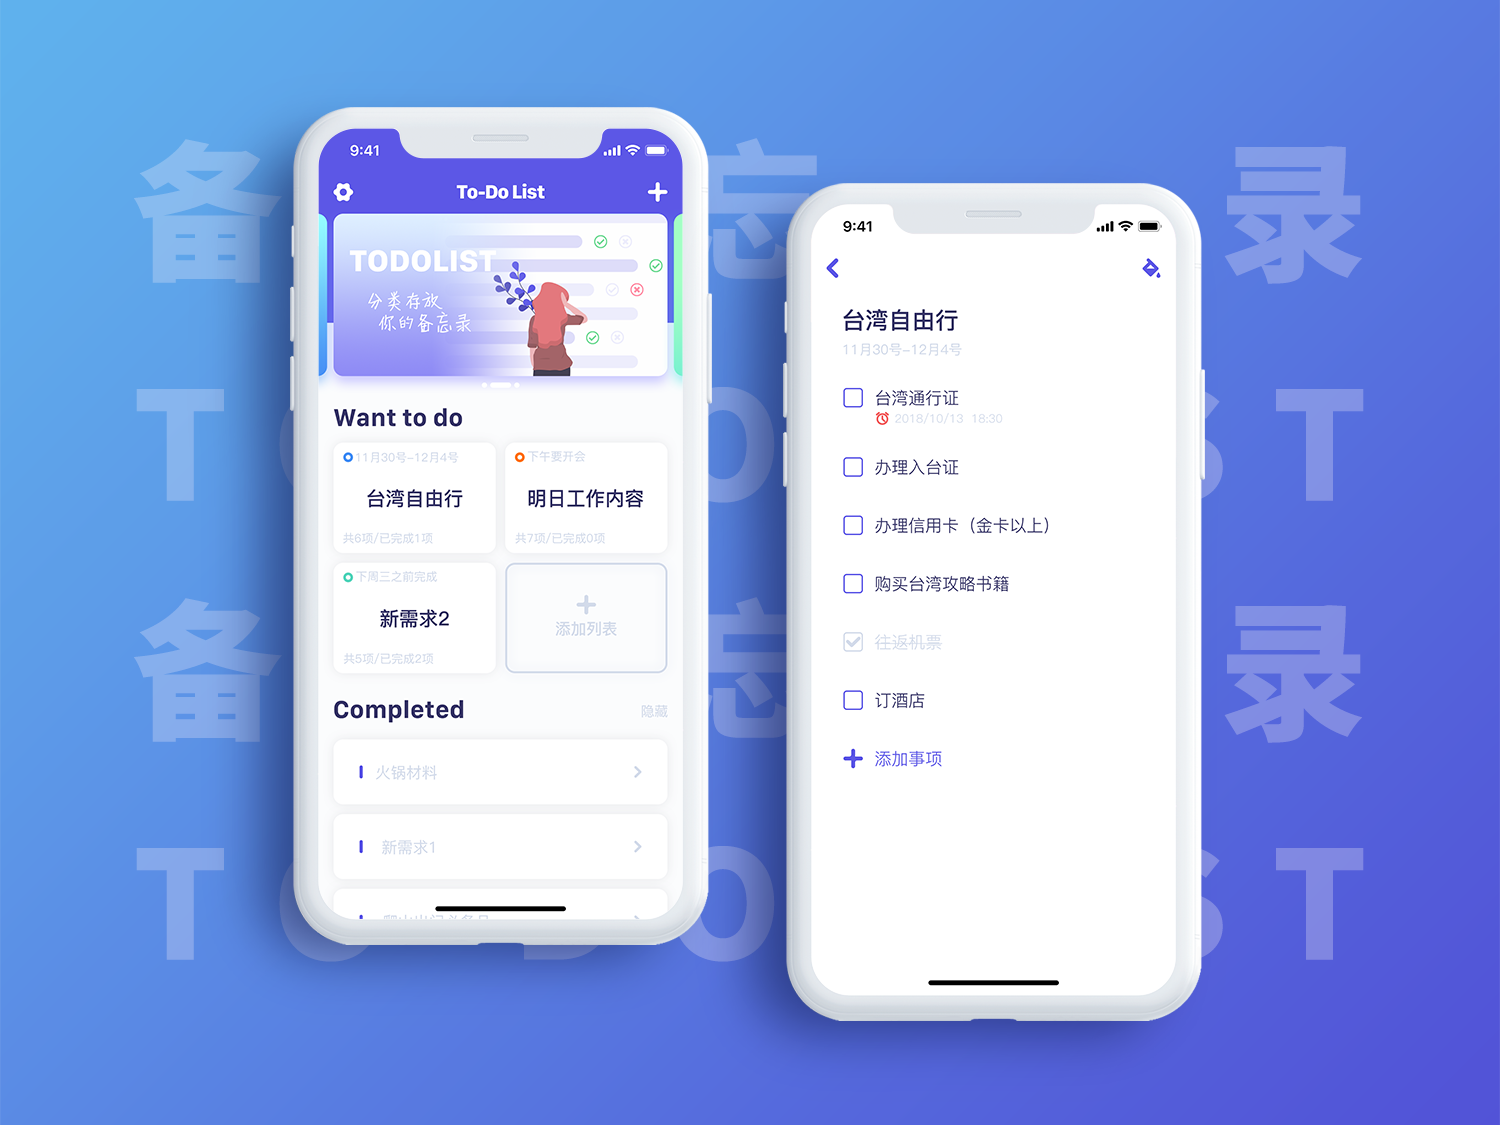 备 忘 录
TO DO LIST
备 忘 录
TO DO LIST
9:41
To-Do List
TODOLIST
分类存放
你的备忘录
Want to do
11月30号-12月4号
台湾自由行
共6项/已完成1项
下午要开会
明日工作内容
共7项/已完成0项
下周三之前完成
新需求2
共5项/已完成2项
添加列表
Completed
隐藏
火锅材料
新需求1
9:41
台湾自由行
11月30号-12月4号
台湾通行证
2018/10/13 18:30
办理入台证
办理信用卡（金卡以上）
购买台湾攻略书籍
往返机票
订酒店
添加事项